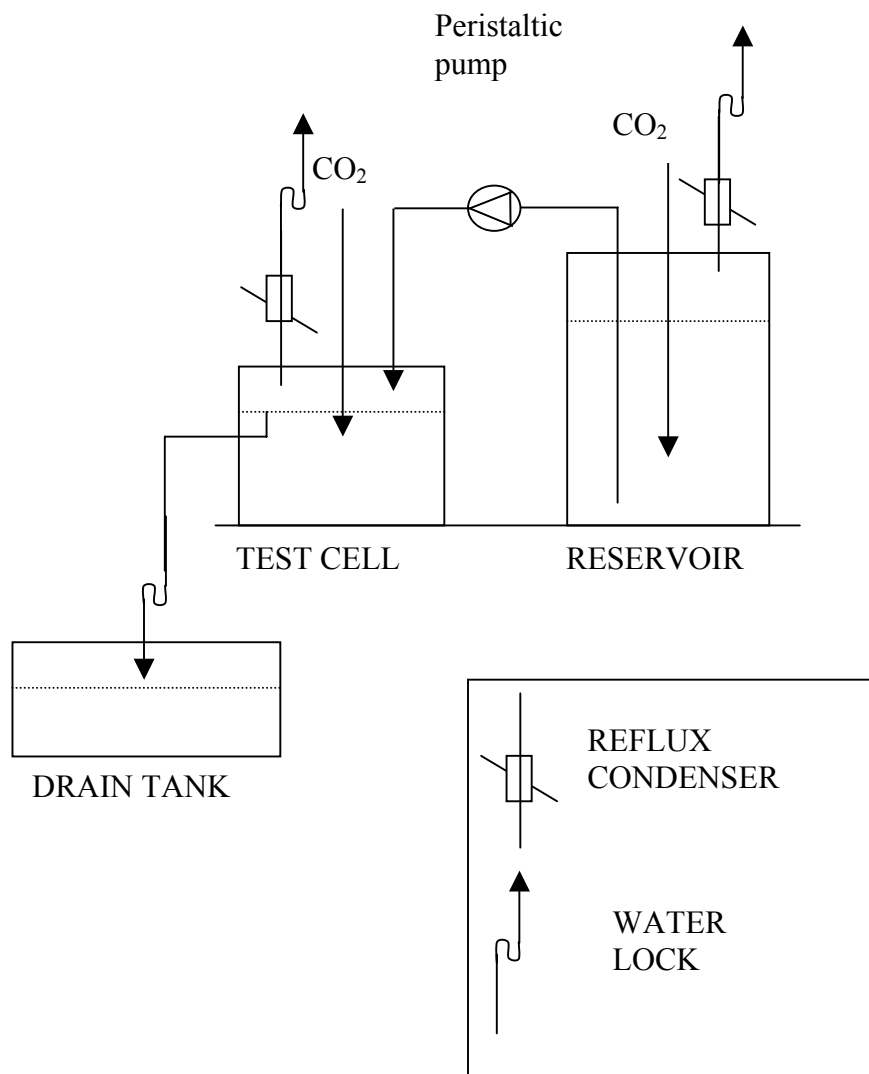 Peristaltic
pump
CO₂
CO₂
TEST CELL
RESERVOIR
DRAIN TANK
REFLUX
CONDENSER
WATER
LOCK